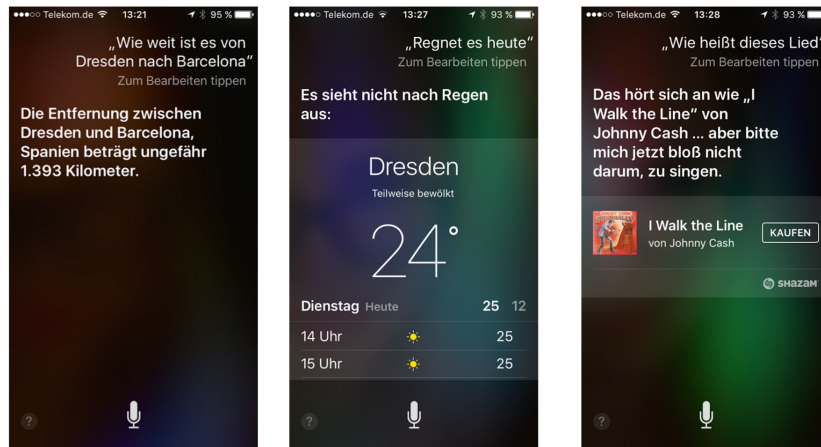 Telekom.de 13:21 95 %
„Wie weit ist es von
Dresden nach Barcelona“
Zum Bearbeiten tippen
Die Entfernung zwischen
Dresden und Barcelona,
Spanien beträgt ungefähr
1.393 Kilometer.
?
Telekom.de 13:27 93 %
„Regnet es heute“
Zum Bearbeiten tippen
Es sieht nicht nach Regen
aus:
Dresden
Teilweise bewölkt
24°
Dienstag Heute 25 12
14 Uhr 25
15 Uhr 25
?
Telekom.de 13:28 93 %
„Wie heißt dieses Lied“
Zum Bearbeiten tippen
Das hört sich an wie „I
Walk the Line“ von
Johnny Cash ... aber bitte
mich jetzt bloß nicht
darum, zu singen.
I Walk the Line
von Johnny Cash
KAUFEN
SHAZAM
?